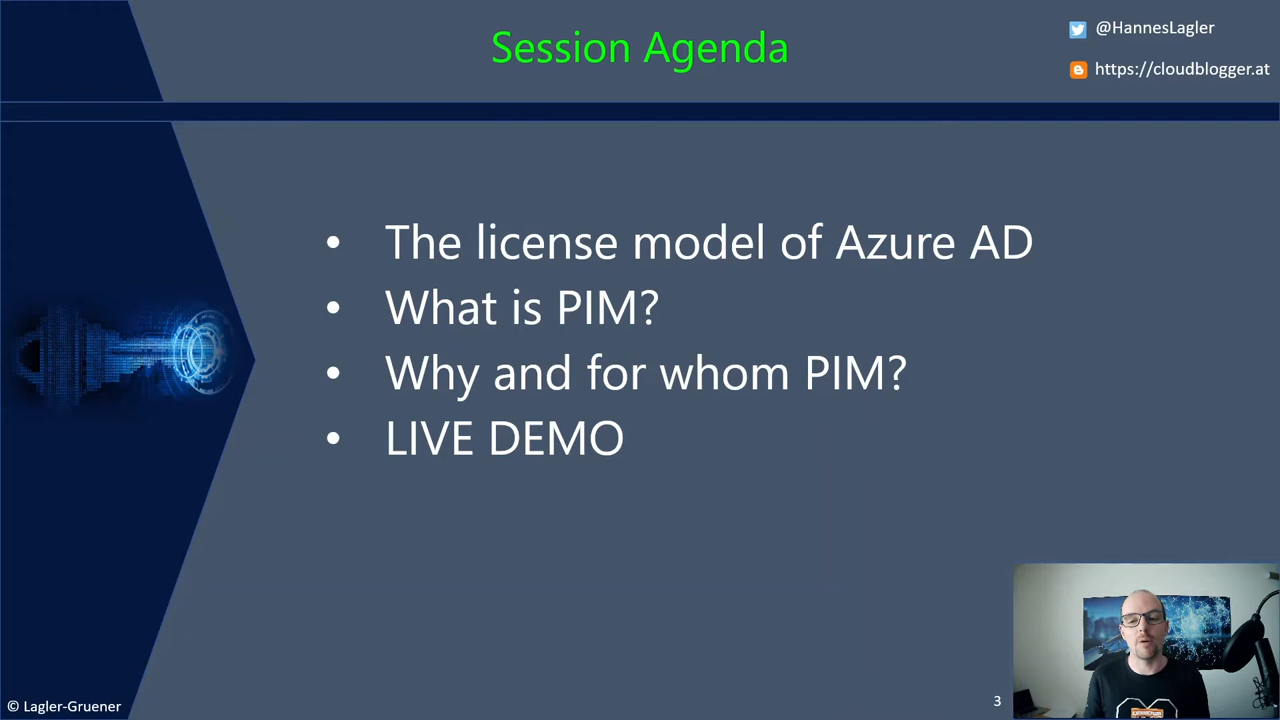 Session Agenda
@HannesLagler
https://cloudblogger.at
• The license model of Azure AD
• What is PIM?
• Why and for whom PIM?
• LIVE DEMO
© Lagler-Gruener
3